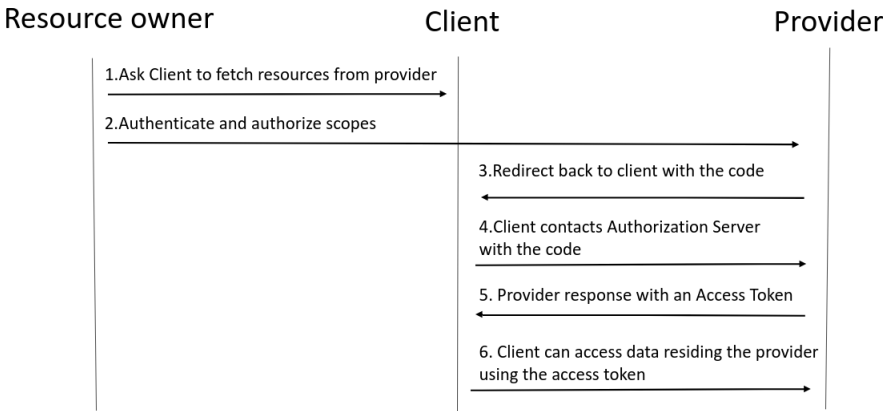 Resource owner
Client
Provider
1.Ask Client to fetch resources from provider
2.Authenticate and authorize scopes
3.Redirect back to client with the code
4.Client contacts Authorization Server
with the code
5. Provider response with an Access Token
6. Client can access data residing the provider
using the access token